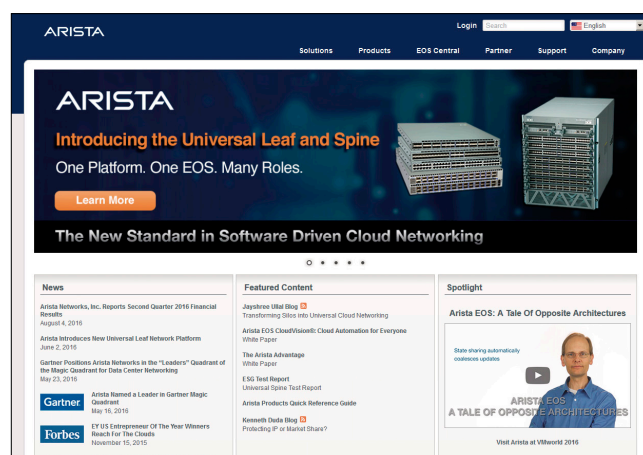 ARISTA
Login
Search
English
Solutions Products EOS Central Partner Support Company
ARISTA
Introducing the Universal Leaf and Spine
One Platform. One EOS. Many Roles.
Learn More
The New Standard in Software Driven Cloud Networking
News
Arista Networks, Inc. Reports Second Quarter 2016 Financial
Results
August 4, 2016
Arista Introduces New Universal Leaf Network Platform
June 2, 2016
Gartner Positions Arista Networks in the "Leaders" Quadrant of
the Magic Quadrant for Data Center Networking
May 23, 2016
Gartner
Arista Named a Leader in Gartner Magic
Quadrant
May 16, 2016
Forbes
EY US Entrepreneur Of The Year Winners
Reach For The Clouds
November 15, 2015
Featured Content
Jayshree Ullal Blog
Transforming Silos into Universal Cloud Networking
Arista EOS CloudVision®: Cloud Automation for Everyone
White Paper
The Arista Advantage
White Paper
ESG Test Report
Universal Spine Test Report
Arista Products Quick Reference Guide
Kenneth Duda Blog
Protecting IP or Market Share?
Spotlight
Arista EOS: A Tale Of Opposite Architectures
State sharing automatically
coalesces updates
ARISTA EOS
A TALE OF OPPOSITE ARCHITECTURES
Visit Arista at VMworld 2016